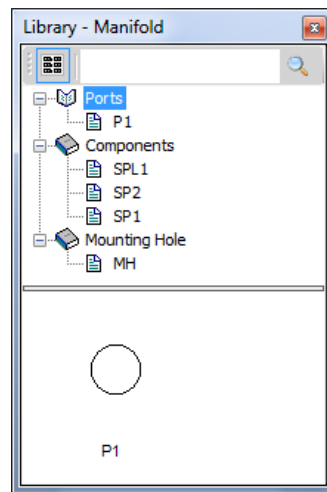 Library - Manifold
Ports
P1
Components
SPL1
SP2
SP1
Mounting Hole
MH
P1